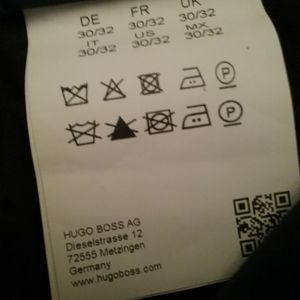 DE FR UK
30/32 30/32 30/32
IT US MX
30/32 30/32 30/32
P
P
HUGO BOSS AG
Dieselstrasse 12
72555 Metzingen
Germany
www.hugoboss.com